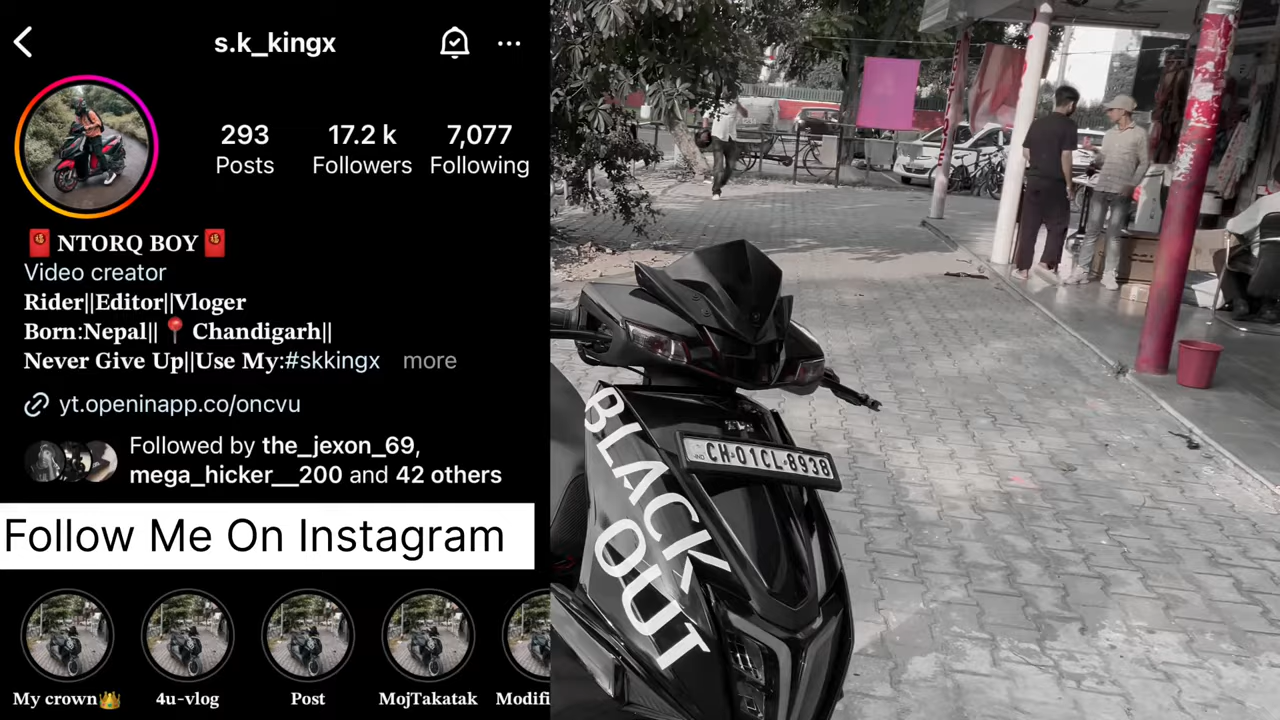 s.k_kingx
293
Posts
17.2 k
Followers
7,077
Following
🧧 NTORQ BOY 🧧
Video creator
Rider||Editor||Vloger
Born:Nepal|| 📍 Chandigarh||
Never Give Up||Use My:#skkingx more
yt.openinapp.co/oncvu
Followed by the_jexon_69,
mega_hicker__200 and 42 others
Follow Me On Instagram
My crown👑
4u-vlog
Post
MojTakatak
Modifi
IND CH 01CL 8938
BLACK
OUT